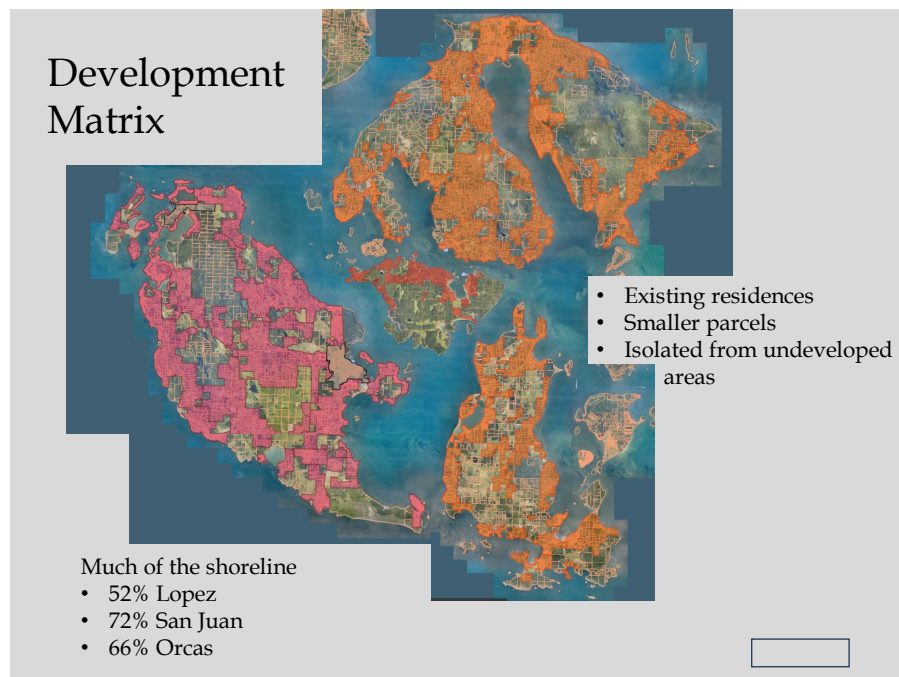 Development
Matrix
• Existing residences
• Smaller parcels
• Isolated from undeveloped
areas
Much of the shoreline
• 52% Lopez
• 72% San Juan
• 66% Orcas